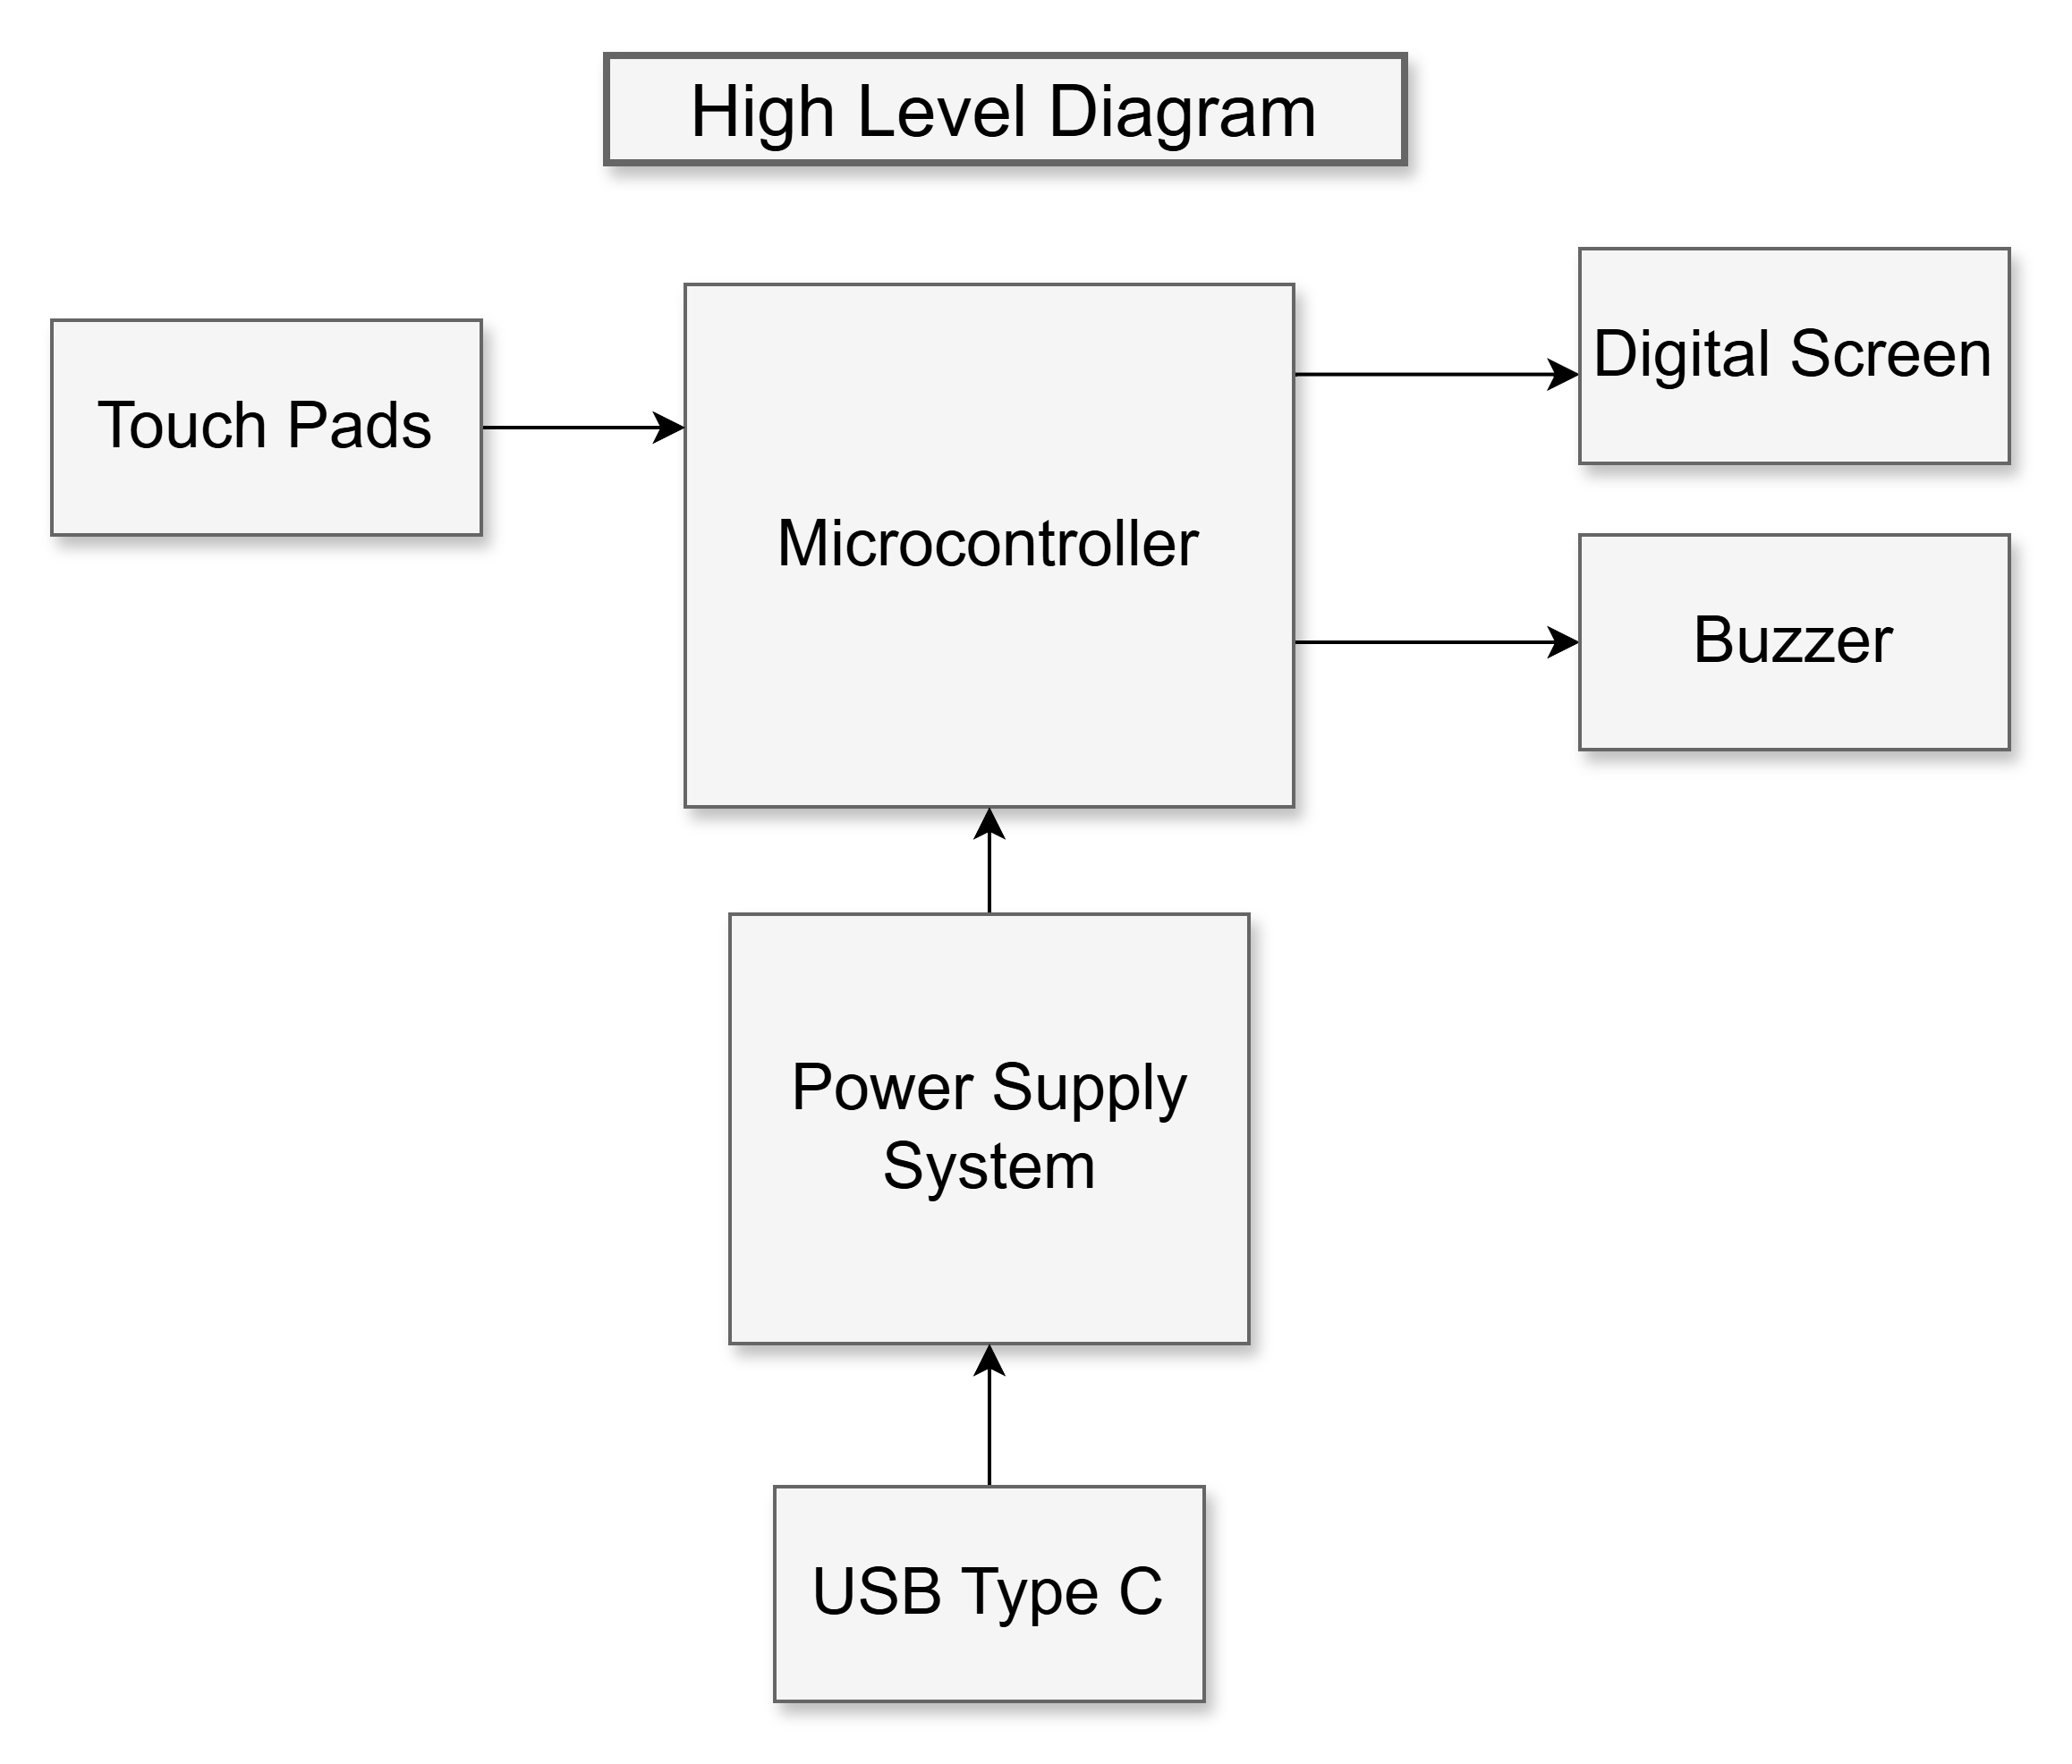 High Level Diagram
Touch Pads
Microcontroller
Digital Screen
Buzzer
Power Supply
System
USB Type C